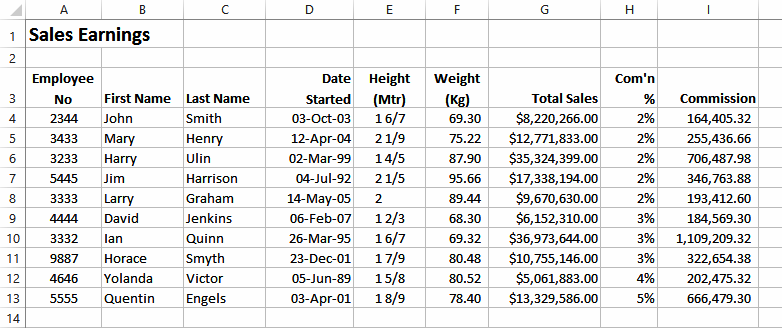 A B C D E F G H I
1 Sales Earnings
2
Employee Date Height Weight Com'n
3 No First Name Last Name Started (Mtr) (Kg) Total Sales % Commission
4 2344 John Smith 03-Oct-03 1 6/7 69.30 $8,220,266.00 2% 164,405.32
5 3433 Mary Henry 12-Apr-04 2 1/9 75.22 $12,771,833.00 2% 255,436.66
6 3233 Harry Ulin 02-Mar-99 1 4/5 87.90 $35,324,399.00 2% 706,487.98
7 5445 Jim Harrison 04-Jul-92 2 1/5 95.66 $17,338,194.00 2% 346,763.88
8 3333 Larry Graham 14-May-05 2 89.44 $9,670,630.00 2% 193,412.60
9 4444 David Jenkins 06-Feb-07 1 2/3 68.30 $6,152,310.00 3% 184,569.30
10 3332 Ian Quinn 26-Mar-95 1 6/7 69.32 $36,973,644.00 3% 1,109,209.32
11 9887 Horace Smyth 23-Dec-01 1 7/9 80.48 $10,755,146.00 3% 322,654.38
12 4646 Yolanda Victor 05-Jun-89 1 5/8 80.52 $5,061,883.00 4% 202,475.32
13 5555 Quentin Engels 03-Apr-01 1 8/9 78.40 $13,329,586.00 5% 666,479.30
14